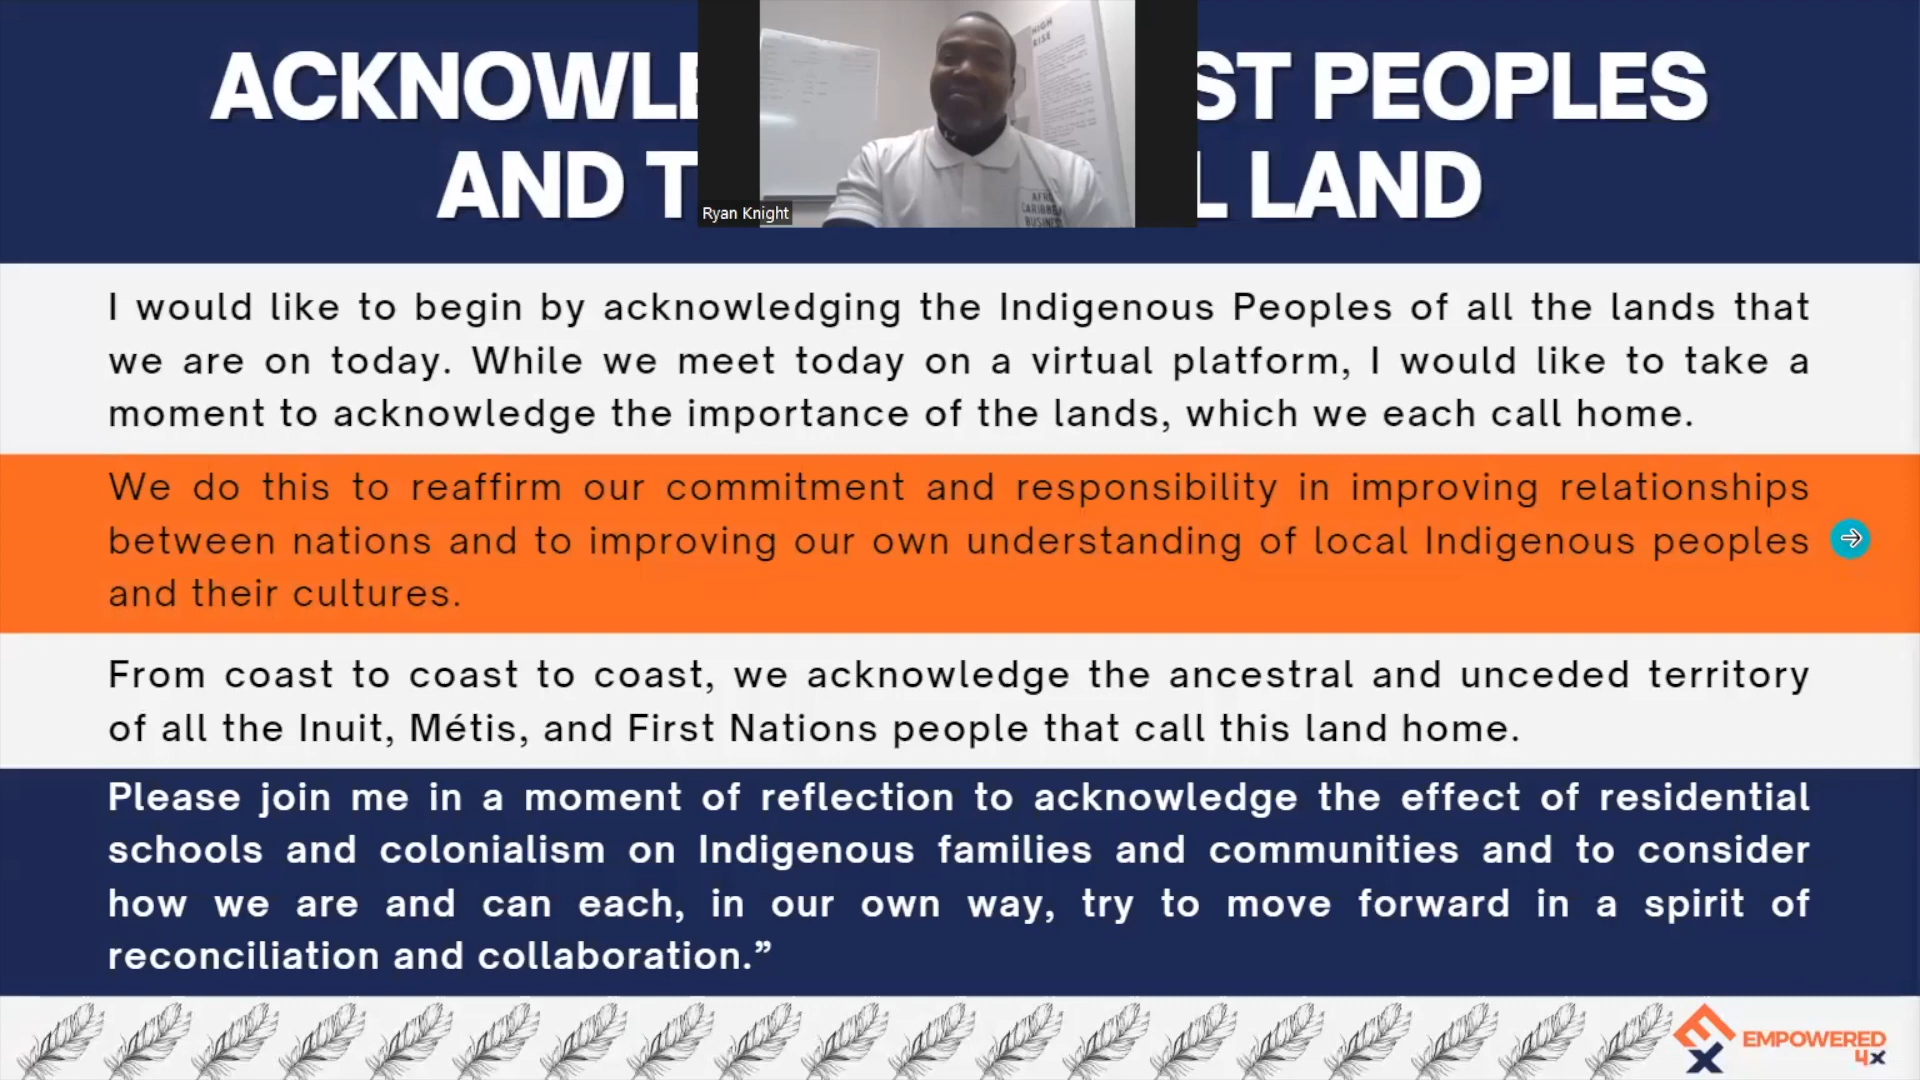 ACKNOWLE ST PEOPLES
AND T L LAND
HIGH
RISE
AFRO
CARIBBE
BUSINE
Ryan Knight
I would like to begin by acknowledging the Indigenous Peoples of all the lands that
we are on today. While we meet today on a virtual platform, I would like to take a
moment to acknowledge the importance of the lands, which we each call home.
We do this to reaffirm our commitment and responsibility in improving relationships
between nations and to improving our own understanding of local Indigenous peoples
and their cultures.
From coast to coast to coast, we acknowledge the ancestral and unceded territory
of all the Inuit, Métis, and First Nations people that call this land home.
Please join me in a moment of reflection to acknowledge the effect of residential
schools and colonialism on Indigenous families and communities and to consider
how we are and can each, in our own way, try to move forward in a spirit of
reconciliation and collaboration.”
EMPOWERED
4x